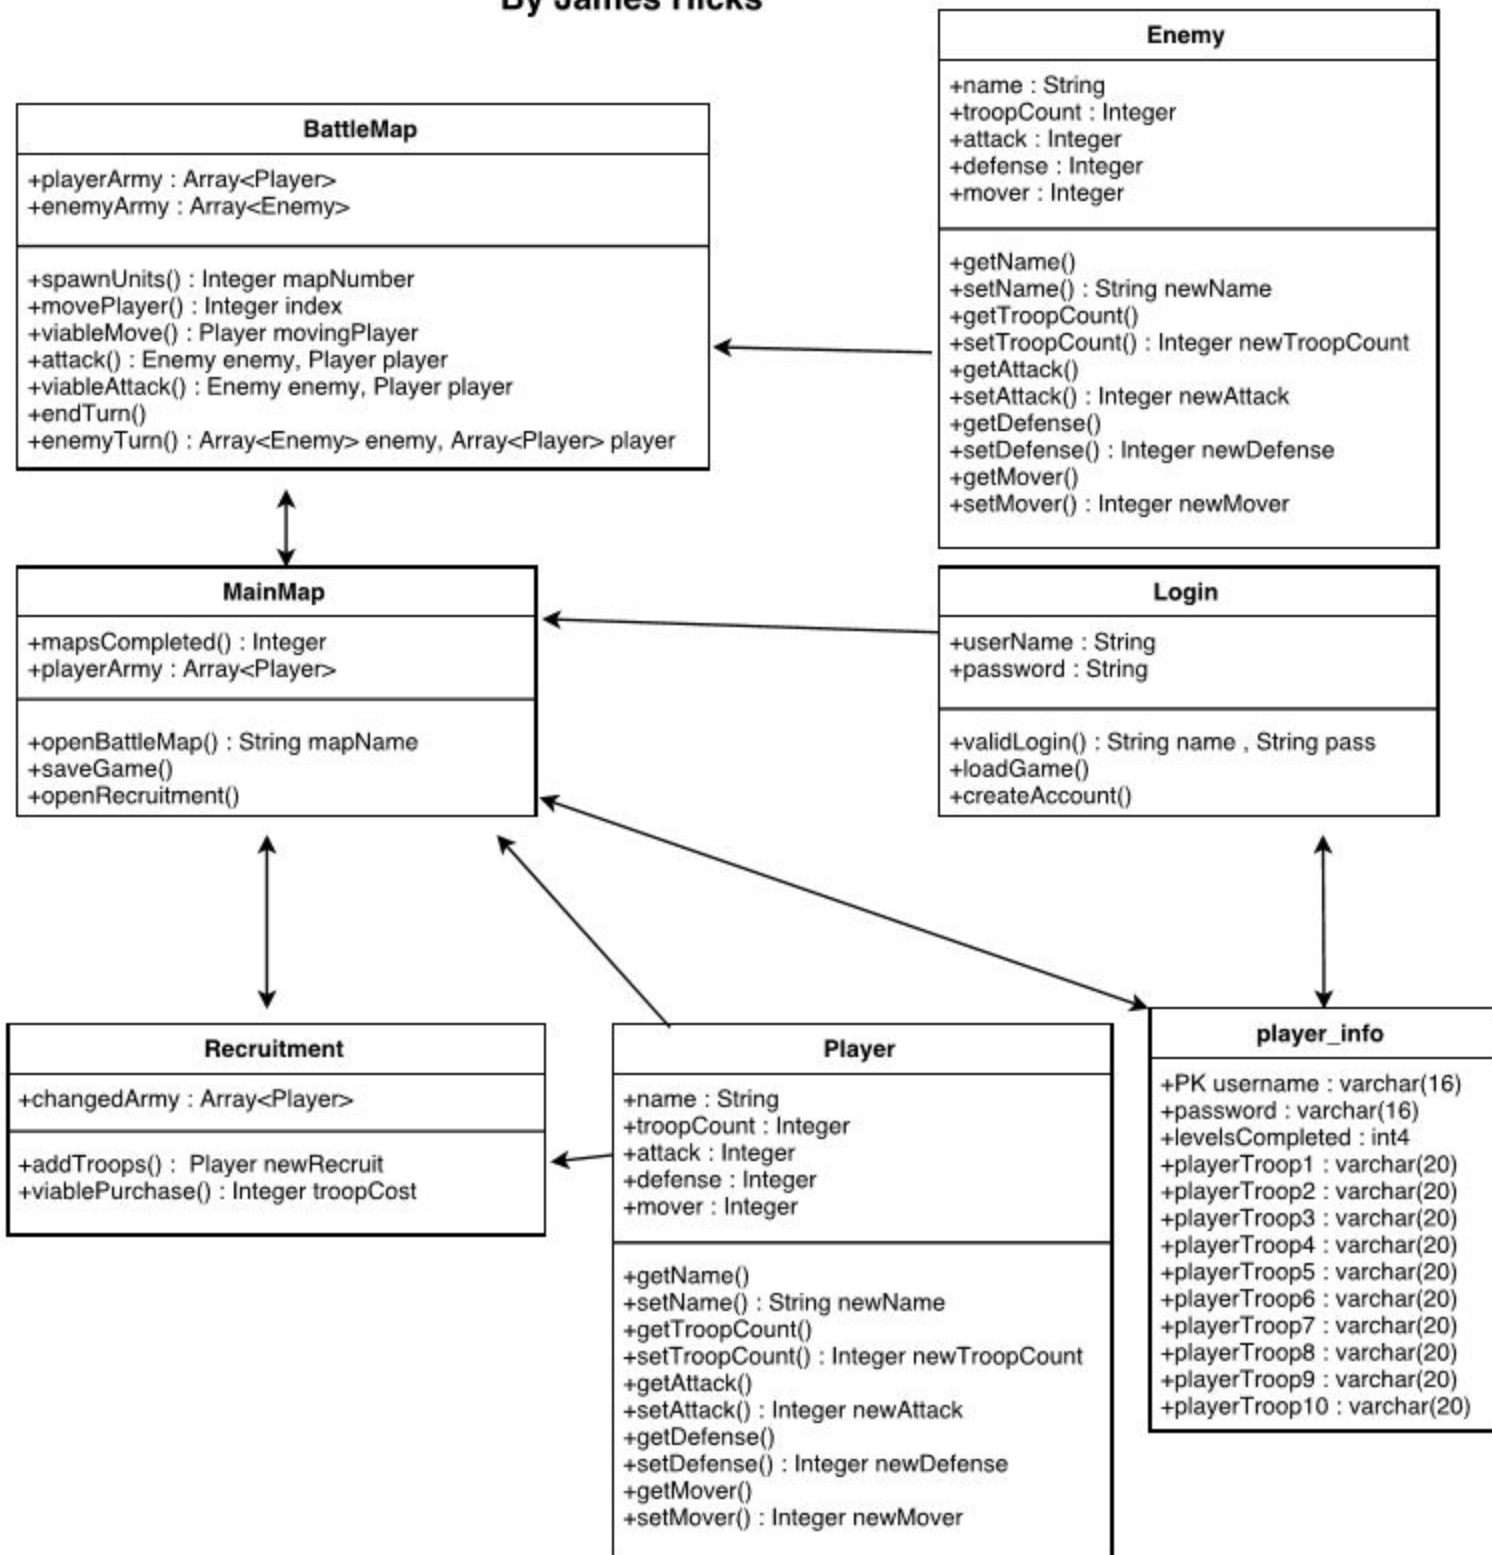 By James Hicks
Enemy
+name : String
+troopCount : Integer
+attack : Integer
+defense : Integer
+mover : Integer
+getName()
+setName() : String newName
+getTroopCount()
+setTroopCount() : Integer newTroopCount
+getAttack()
+setAttack() : Integer newAttack
+getDefense()
+setDefense() : Integer newDefense
+getMover()
+setMover() : Integer newMover
BattleMap
+playerArmy : Array<Player>
+enemyArmy : Array<Enemy>
+spawnUnits() : Integer mapNumber
+movePlayer() : Integer index
+viableMove() : Player movingPlayer
+attack() : Enemy enemy, Player player
+viableAttack() : Enemy enemy, Player player
+endTurn()
+enemyTurn() : Array<Enemy> enemy, Array<Player> player
MainMap
+mapsCompleted() : Integer
+playerArmy : Array<Player>
+openBattleMap() : String mapName
+saveGame()
+openRecruitment()
Login
+userName : String
+password : String
+validLogin() : String name , String pass
+loadGame()
+createAccount()
Recruitment
+changedArmy : Array<Player>
+addTroops() : Player newRecruit
+viablePurchase() : Integer troopCost
Player
+name : String
+troopCount : Integer
+attack : Integer
+defense : Integer
+mover : Integer
+getName()
+setName() : String newName
+getTroopCount()
+setTroopCount() : Integer newTroopCount
+getAttack()
+setAttack() : Integer newAttack
+getDefense()
+setDefense() : Integer newDefense
+getMover()
+setMover() : Integer newMover
player_info
+PK username : varchar(16)
+password : varchar(16)
+levelsCompleted : int4
+playerTroop1 : varchar(20)
+playerTroop2 : varchar(20)
+playerTroop3 : varchar(20)
+playerTroop4 : varchar(20)
+playerTroop5 : varchar(20)
+playerTroop6 : varchar(20)
+playerTroop7 : varchar(20)
+playerTroop8 : varchar(20)
+playerTroop9 : varchar(20)
+playerTroop10 : varchar(20)